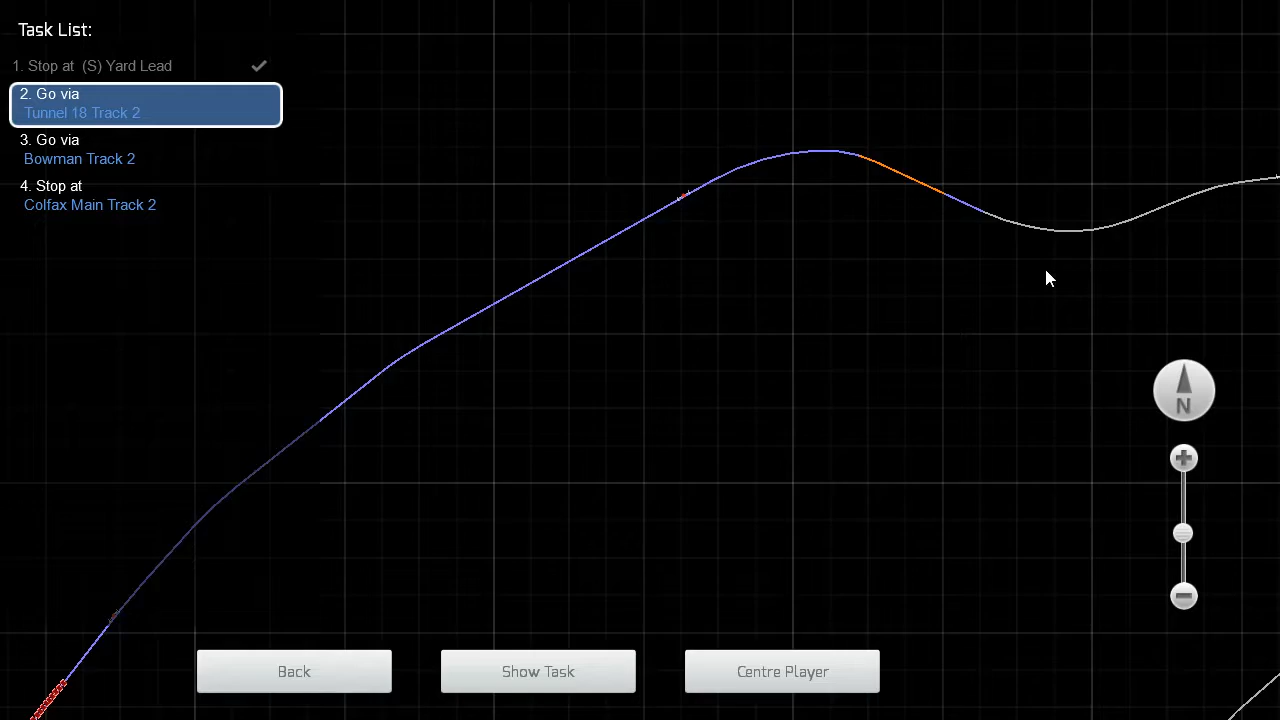 Task List:
1. Stop at (S) Yard Lead
2. Go via
Tunnel 18 Track 2
3. Go via
Bowman Track 2
4. Stop at
Colfax Main Track 2
N
Back
Show Task
Centre Player